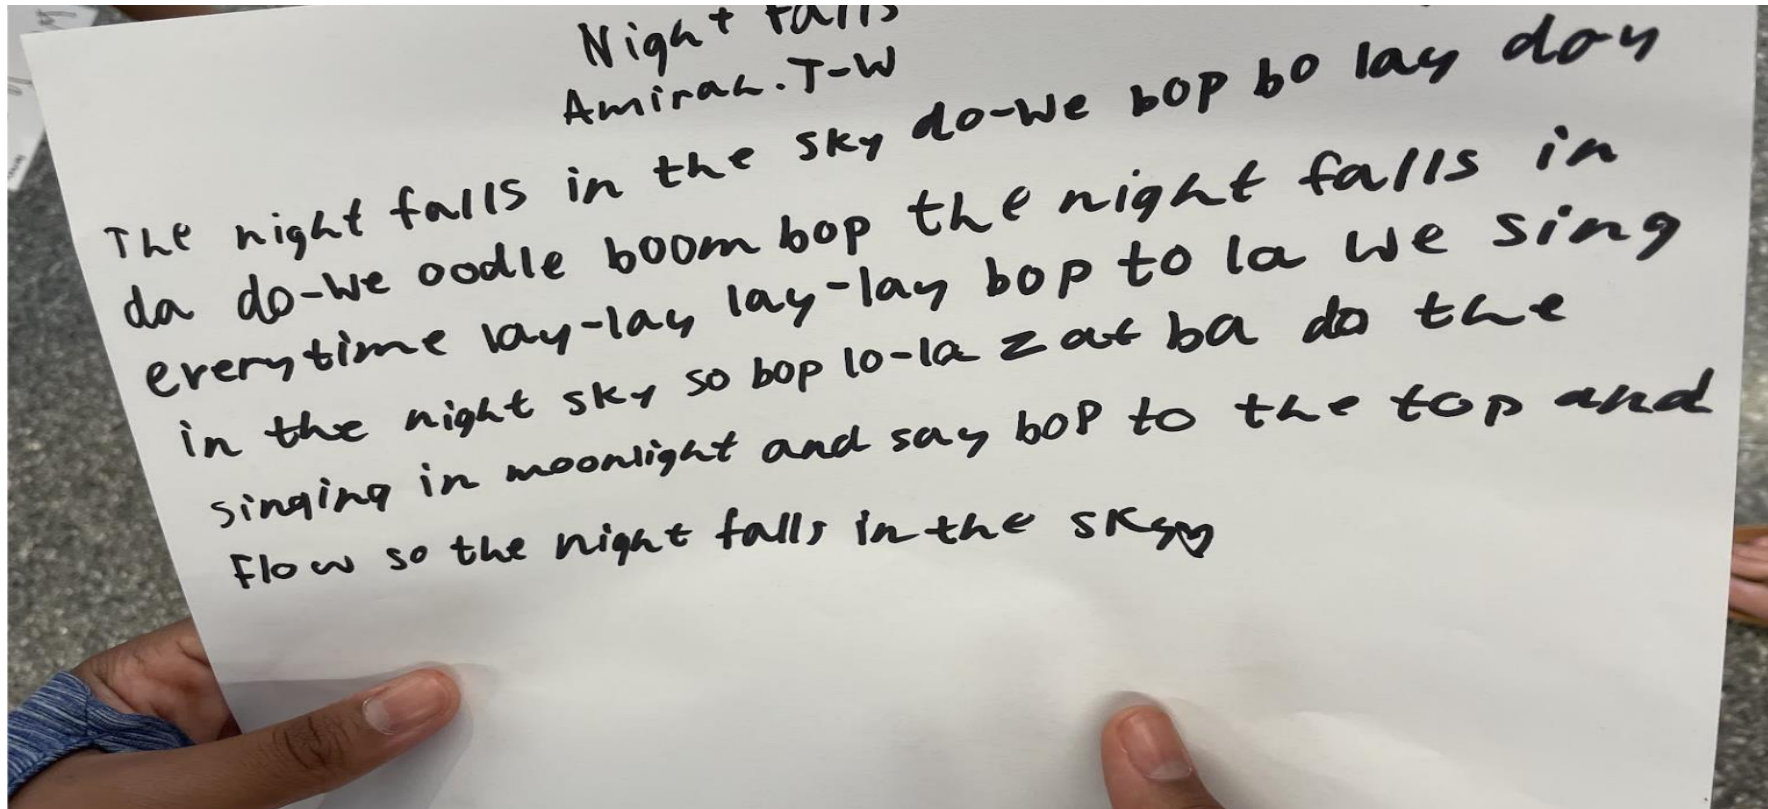 Night falls
Amirah.T-W
The night falls in the sky do-we bop bo lay day
da do-we oodle boom bop the night falls in
everytime lay-lay lay-lay bop to la we sing
in the night sky so bop lo-la zat ba do the
singing in moonlight and say bop to the top and
flow so the night falls in the sky